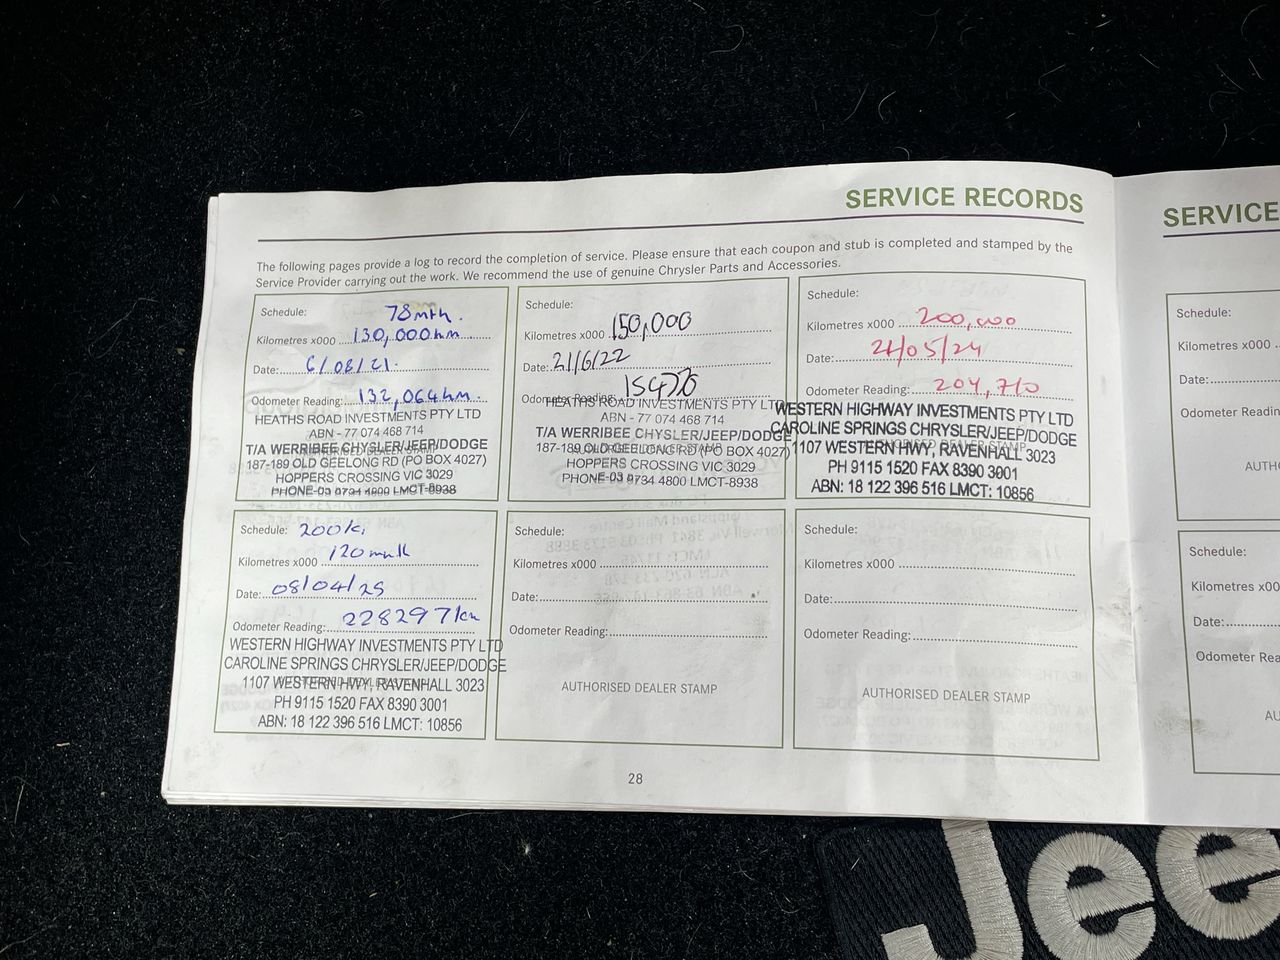 SERVICE RECORDS
The following pages provide a log to record the completion of service. Please ensure that each coupon and stub is completed and stamped by the
Service Provider carrying out the work. We recommend the use of genuine Chrysler Parts and Accessories.
Schedule: 78mth.
Kilometres x000 130,000km
Date: 6/08/21.
Odometer Reading: 132,064km
HEATHS ROAD INVESTMENTS PTY LTD
ABN - 77 074 468 714
T/A WERRIBEE CHYSLER/JEEP/DODGE
187-189 OLD GEELONG RD (PO BOX 4027)
HOPPERS CROSSING VIC 3029
PHONE-03 9734 4800 LMCT-8938
Schedule:
Kilometres x000 150,000
Date: 21/6/22
Odometer Reading:
HEATHS ROAD INVESTMENTS PTY LTD
ABN - 77 074 468 714
T/A WERRIBEE CHYSLER/JEEP/DODGE
187-189 OLD GEELONG RD (PO BOX 4027)
HOPPERS CROSSING VIC 3029
PHONE-03 9734 4800 LMCT-8938
Schedule:
Kilometres x000 200,000
Date: 21/05/24
Odometer Reading: 204,710
WESTERN HIGHWAY INVESTMENTS PTY LTD
CAROLINE SPRINGS CHRYSLER/JEEP/DODGE
1107 WESTERN HWY, RAVENHALL 3023
PH 9115 1520 FAX 8390 3001
ABN: 18 122 396 516 LMCT: 10856
Schedule:
Kilometres x000 120
Date: 08/04/25
Odometer Reading: 228297km
WESTERN HIGHWAY INVESTMENTS PTY LTD
CAROLINE SPRINGS CHRYSLER/JEEP/DODGE
1107 WESTERN HWY, RAVENHALL 3023
PH 9115 1520 FAX 8390 3001
ABN: 18 122 396 516 LMCT: 10856
Schedule:
Kilometres x000
Date:
Odometer Reading:
AUTHORISED DEALER STAMP
Schedule:
Kilometres x000
Date:
Odometer Reading:
AUTHORISED DEALER STAMP
28
SERVICE
Schedule:
Kilometres x000
Date:
Odometer Readin
AUTH
Schedule:
Kilometres x00
Date:
Odometer Rea
AU
Jee